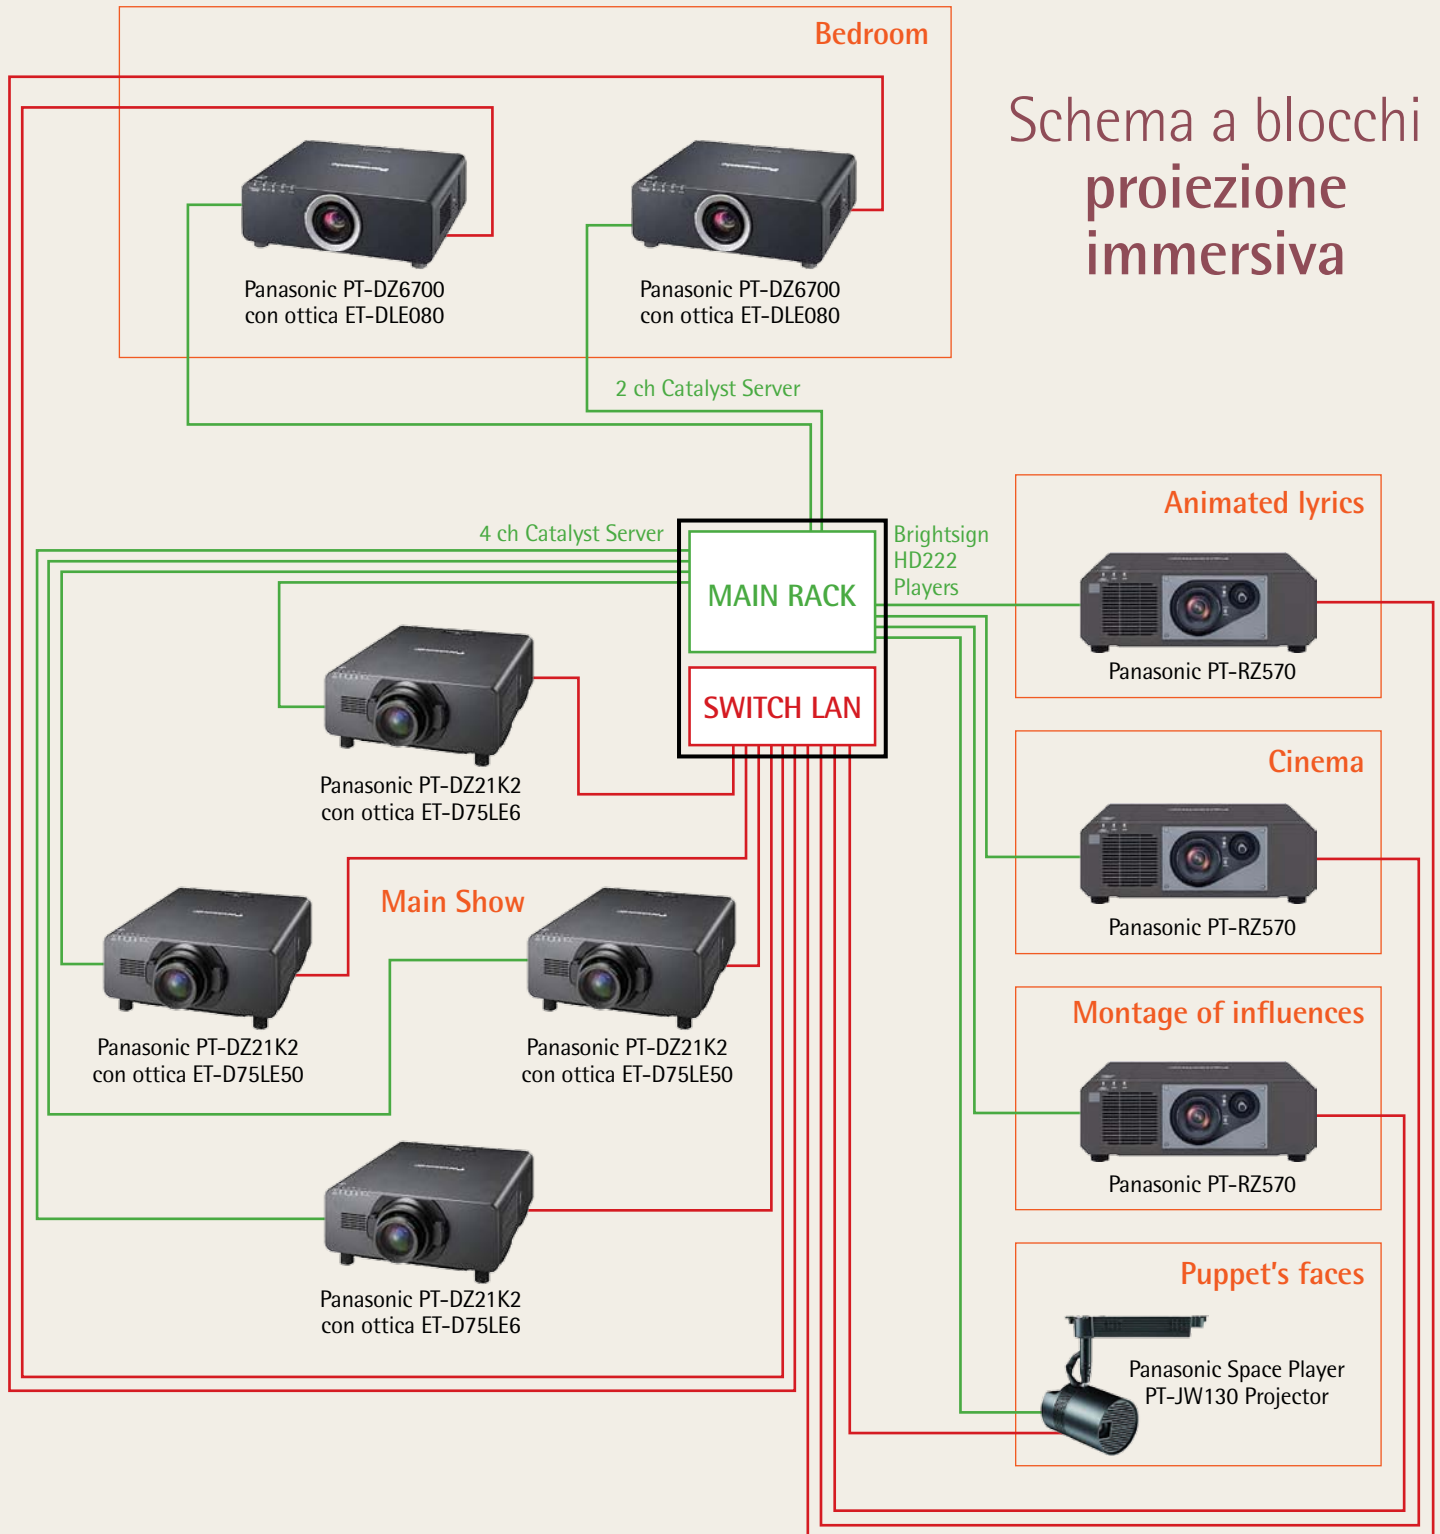 Bedroom
Schema a blocchi
proiezione
immersiva
Panasonic PT-DZ6700
con ottica ET-DLE080
Panasonic PT-DZ6700
con ottica ET-DLE080
2 ch Catalyst Server
4 ch Catalyst Server
MAIN RACK
Brightsign
HD222
Players
SWITCH LAN
Animated lyrics
Panasonic PT-RZ570
Panasonic PT-DZ21K2
con ottica ET-D75LE6
Cinema
Panasonic PT-RZ570
Main Show
Panasonic PT-DZ21K2
con ottica ET-D75LE50
Panasonic PT-DZ21K2
con ottica ET-D75LE50
Montage of influences
Panasonic PT-RZ570
Panasonic PT-DZ21K2
con ottica ET-D75LE6
Puppet's faces
Panasonic Space Player
PT-JW130 Projector